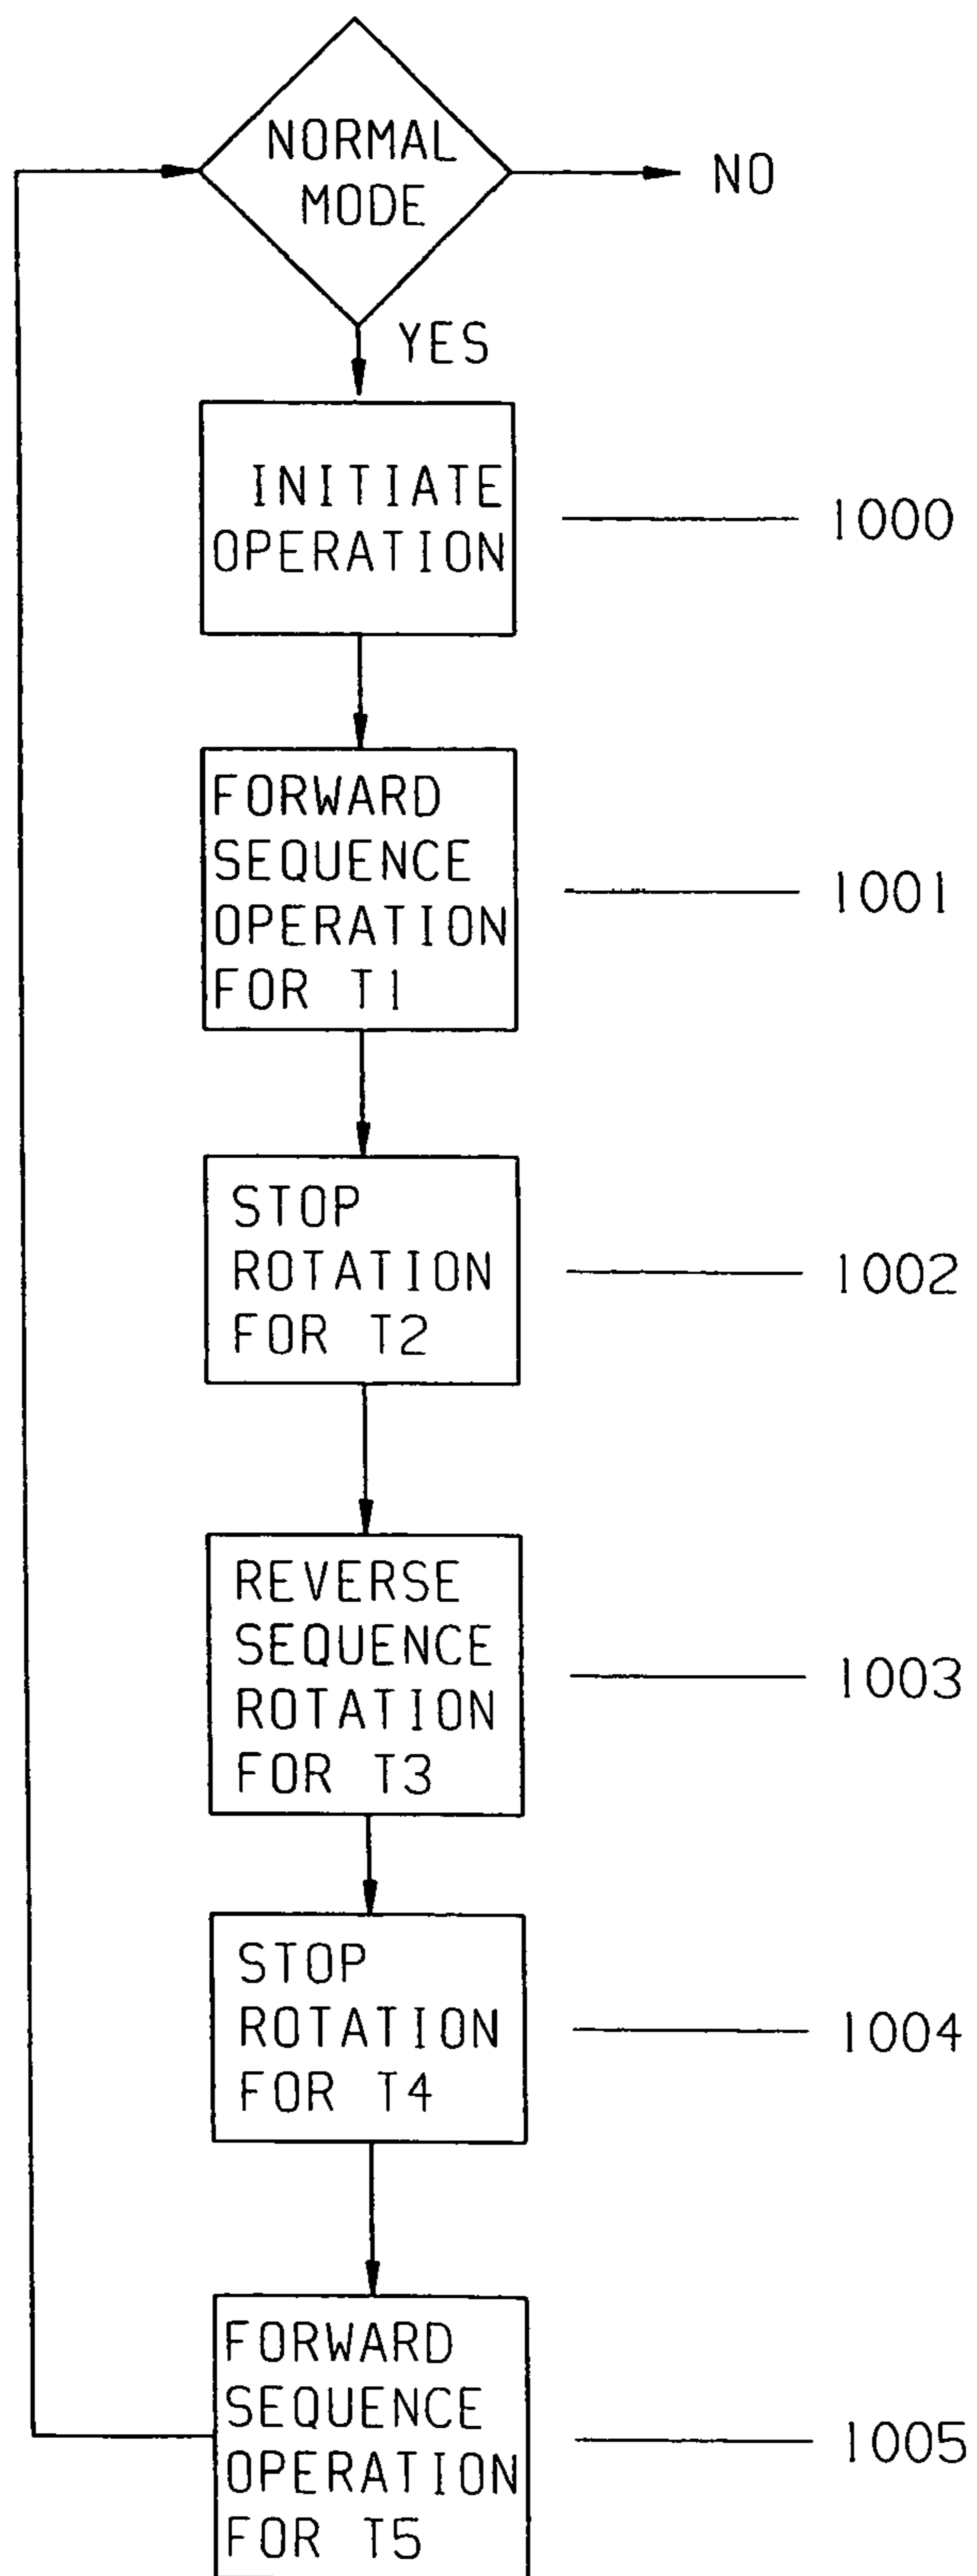 NORMAL
MODE
NO
YES
INITIATE
OPERATION
1000
FORWARD
SEQUENCE
OPERATION
FOR T1
1001
STOP
ROTATION
FOR T2
1002
REVERSE
SEQUENCE
ROTATION
FOR T3
1003
STOP
ROTATION
FOR T4
1004
FORWARD
SEQUENCE
OPERATION
FOR T5
1005